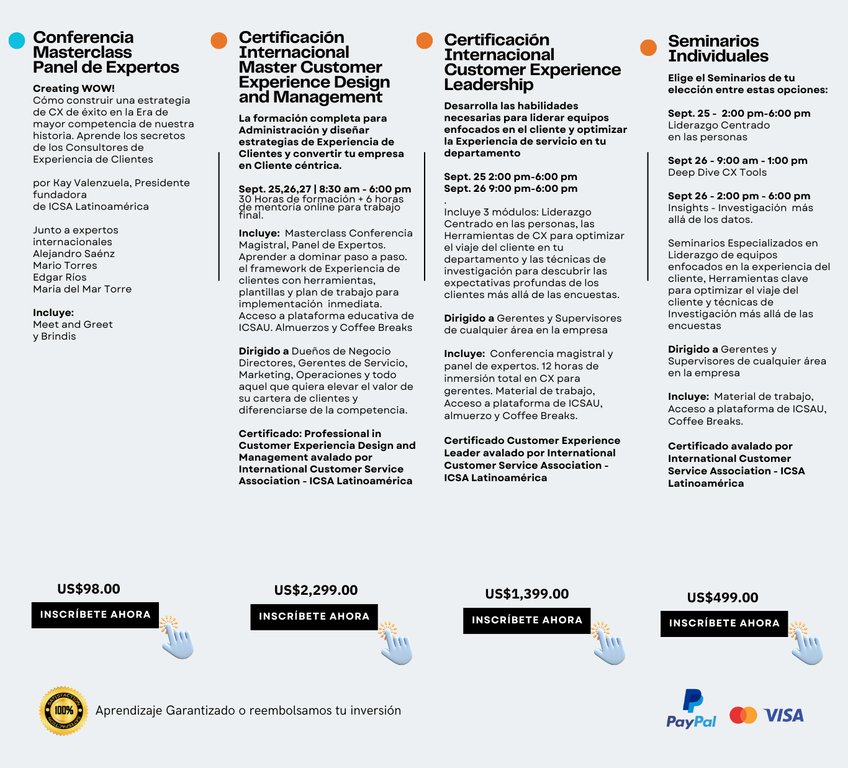 Conferencia
Masterclass
Panel de Expertos
Creating WOW!
Cómo construir una estrategia
de CX de éxito en la Era de
mayor competencia de nuestra
historia. Aprende los secretos
de los Consultores de
Experiencia de Clientes
por Kay Valenzuela, Presidente
fundadora
de ICSA Latinoamérica
Junto a expertos
internacionales
Alejandro Saénz
Mario Torres
Edgar Ríos
Maria del Mar Torre
Incluye:
Meet and Greet
y Brindis
US$98.00
INSCRÍBETE AHORA
Certificación
Internacional
Master Customer
Experience Design
and Management
La formación completa para
Administración y diseñar
estrategias de Experiencia de
Clientes y convertir tu empresa
en Cliente céntrica.
Sept. 25,26,27 | 8:30 am - 6:00 pm
30 Horas de formación + 6 horas
de mentoría online para trabajo
final.
Incluye: Masterclass Conferencia
Magistral, Panel de Expertos.
Aprender a dominar paso a paso.
el framework de Experiencia de
clientes con herramientas,
plantillas y plan de trabajo para
implementación inmediata.
Acceso a plataforma educativa de
ICSAU. Almuerzos y Coffee Breaks
Dirigido a Dueños de Negocio
Directores, Gerentes de Servicio,
Marketing, Operaciones y todo
aquel que quiera elevar el valor de
su cartera de clientes y
diferenciarse de la competencia.
Certificado: Professional in
Customer Experiencia Design and
Management avalado por
International Customer Service
Association - ICSA Latinoamérica
US$2,299.00
INSCRÍBETE AHORA
Certificación
Internacional
Customer Experience
Leadership
Desarrolla las habilidades
necesarias para liderar equipos
enfocados en el cliente y optimizar
la Experiencia de servicio en tu
departamento
Sept. 25 2:00 pm-6:00 pm
Sept. 26 9:00 pm-6:00 pm
.
Incluye 3 módulos: Liderazgo
Centrado en las personas, las
Herramientas de CX para optimizar
el viaje del cliente en tu
departamento y las técnicas de
investigación para descubrir las
expectativas profundas de los
clientes más allá de las encuestas.
Dirigido a Gerentes y Supervisores
de cualquier área en la empresa
Incluye: Conferencia magistral y
panel de expertos. 12 horas de
inmersión total en CX para
gerentes. Material de trabajo,
Acceso a plataforma de ICSAU,
almuerzo y Coffee Breaks.
Certificado Customer Experience
Leader avalado por International
Customer Service Association -
ICSA Latinoamérica
US$1,399.00
INSCRÍBETE AHORA
Seminarios
Individuales
Elige el Seminarios de tu
elección entre estas opciones:
Sept. 25 - 2:00 pm-6:00 pm
Liderazgo Centrado
en las personas
Sept 26 - 9:00 am - 1:00 pm
Deep Dive CX Tools
Sept 26 - 2:00 pm - 6:00 pm
Insights - Investigación más
allá de los datos.
Seminarios Especializados en
Liderazgo de equipos
enfocados en la experiencia del
cliente, Herramientas clave
para optimizar el viaje del
cliente y técnicas de
Investigación más allá de las
encuestas
Dirigido a Gerentes y
Supervisores de cualquier área
en la empresa
Incluye: Material de trabajo,
Acceso a plataforma de ICSAU,
Coffee Breaks.
Certificado avalado por
International Customer
Service Association - ICSA
Latinoamérica
US$499.00
INSCRÍBETE AHORA
100%
Aprendizaje Garantizado o reembolsamos tu inversión
PayPal
VISA